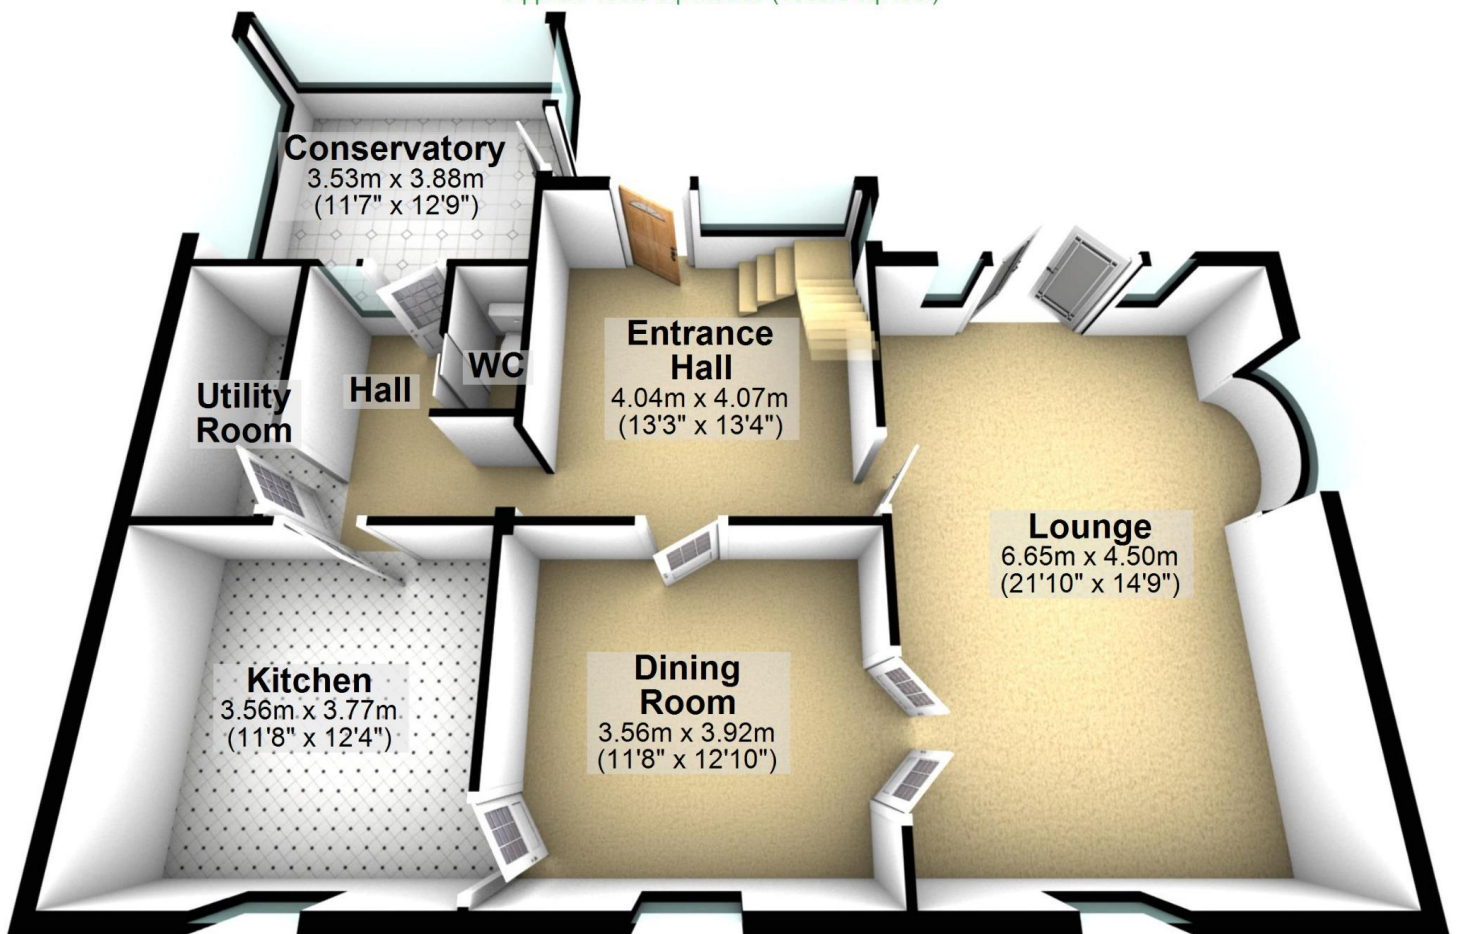 Conservatory
3.53m x 3.88m
(11'7" x 12'9")
Entrance
Hall
4.04m x 4.07m
(13'3" x 13'4")
WC
Hall
Utility
Room
Lounge
6.65m x 4.50m
(21'10" x 14'9")
Kitchen
3.56m x 3.77m
(11'8" x 12'4")
Dining
Room
3.56m x 3.92m
(11'8" x 12'10")